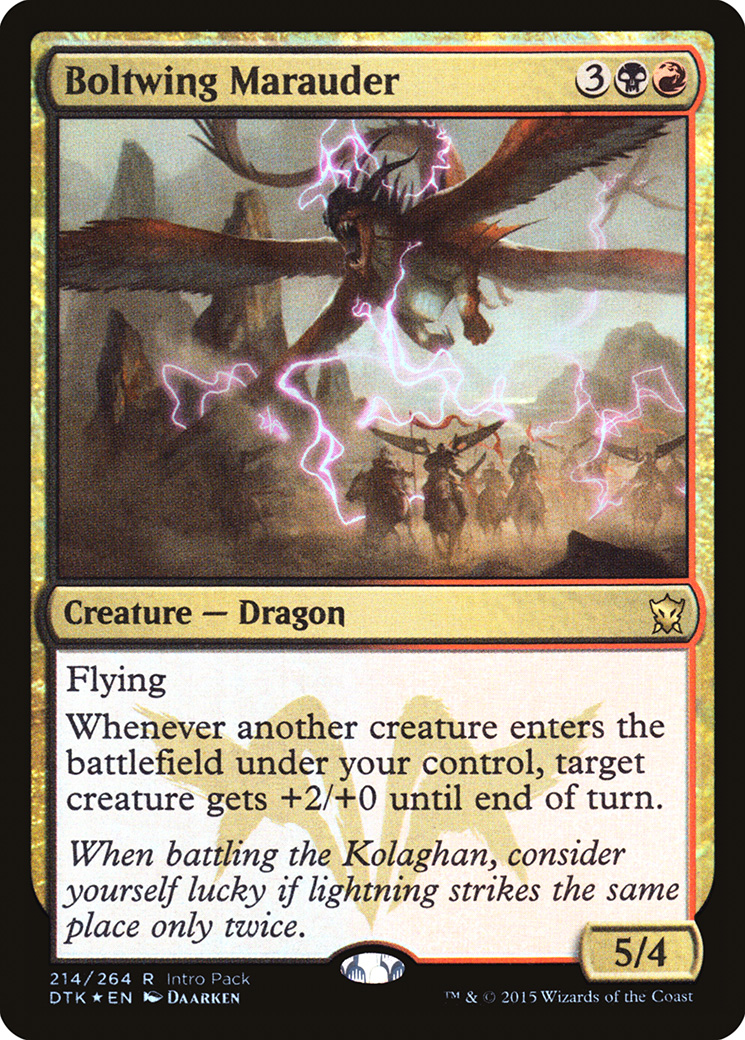 Boltwing Marauder 3
Creature — Dragon
Flying
Whenever another creature enters the
battlefield under your control, target
creature gets +2/+0 until end of turn.
When battling the Kolaghan, consider
yourself lucky if lightning strikes the same
place only twice.
5/4
214/264 R Intro Pack
DTK★EN Daarken
™ & © 2015 Wizards of the Coast